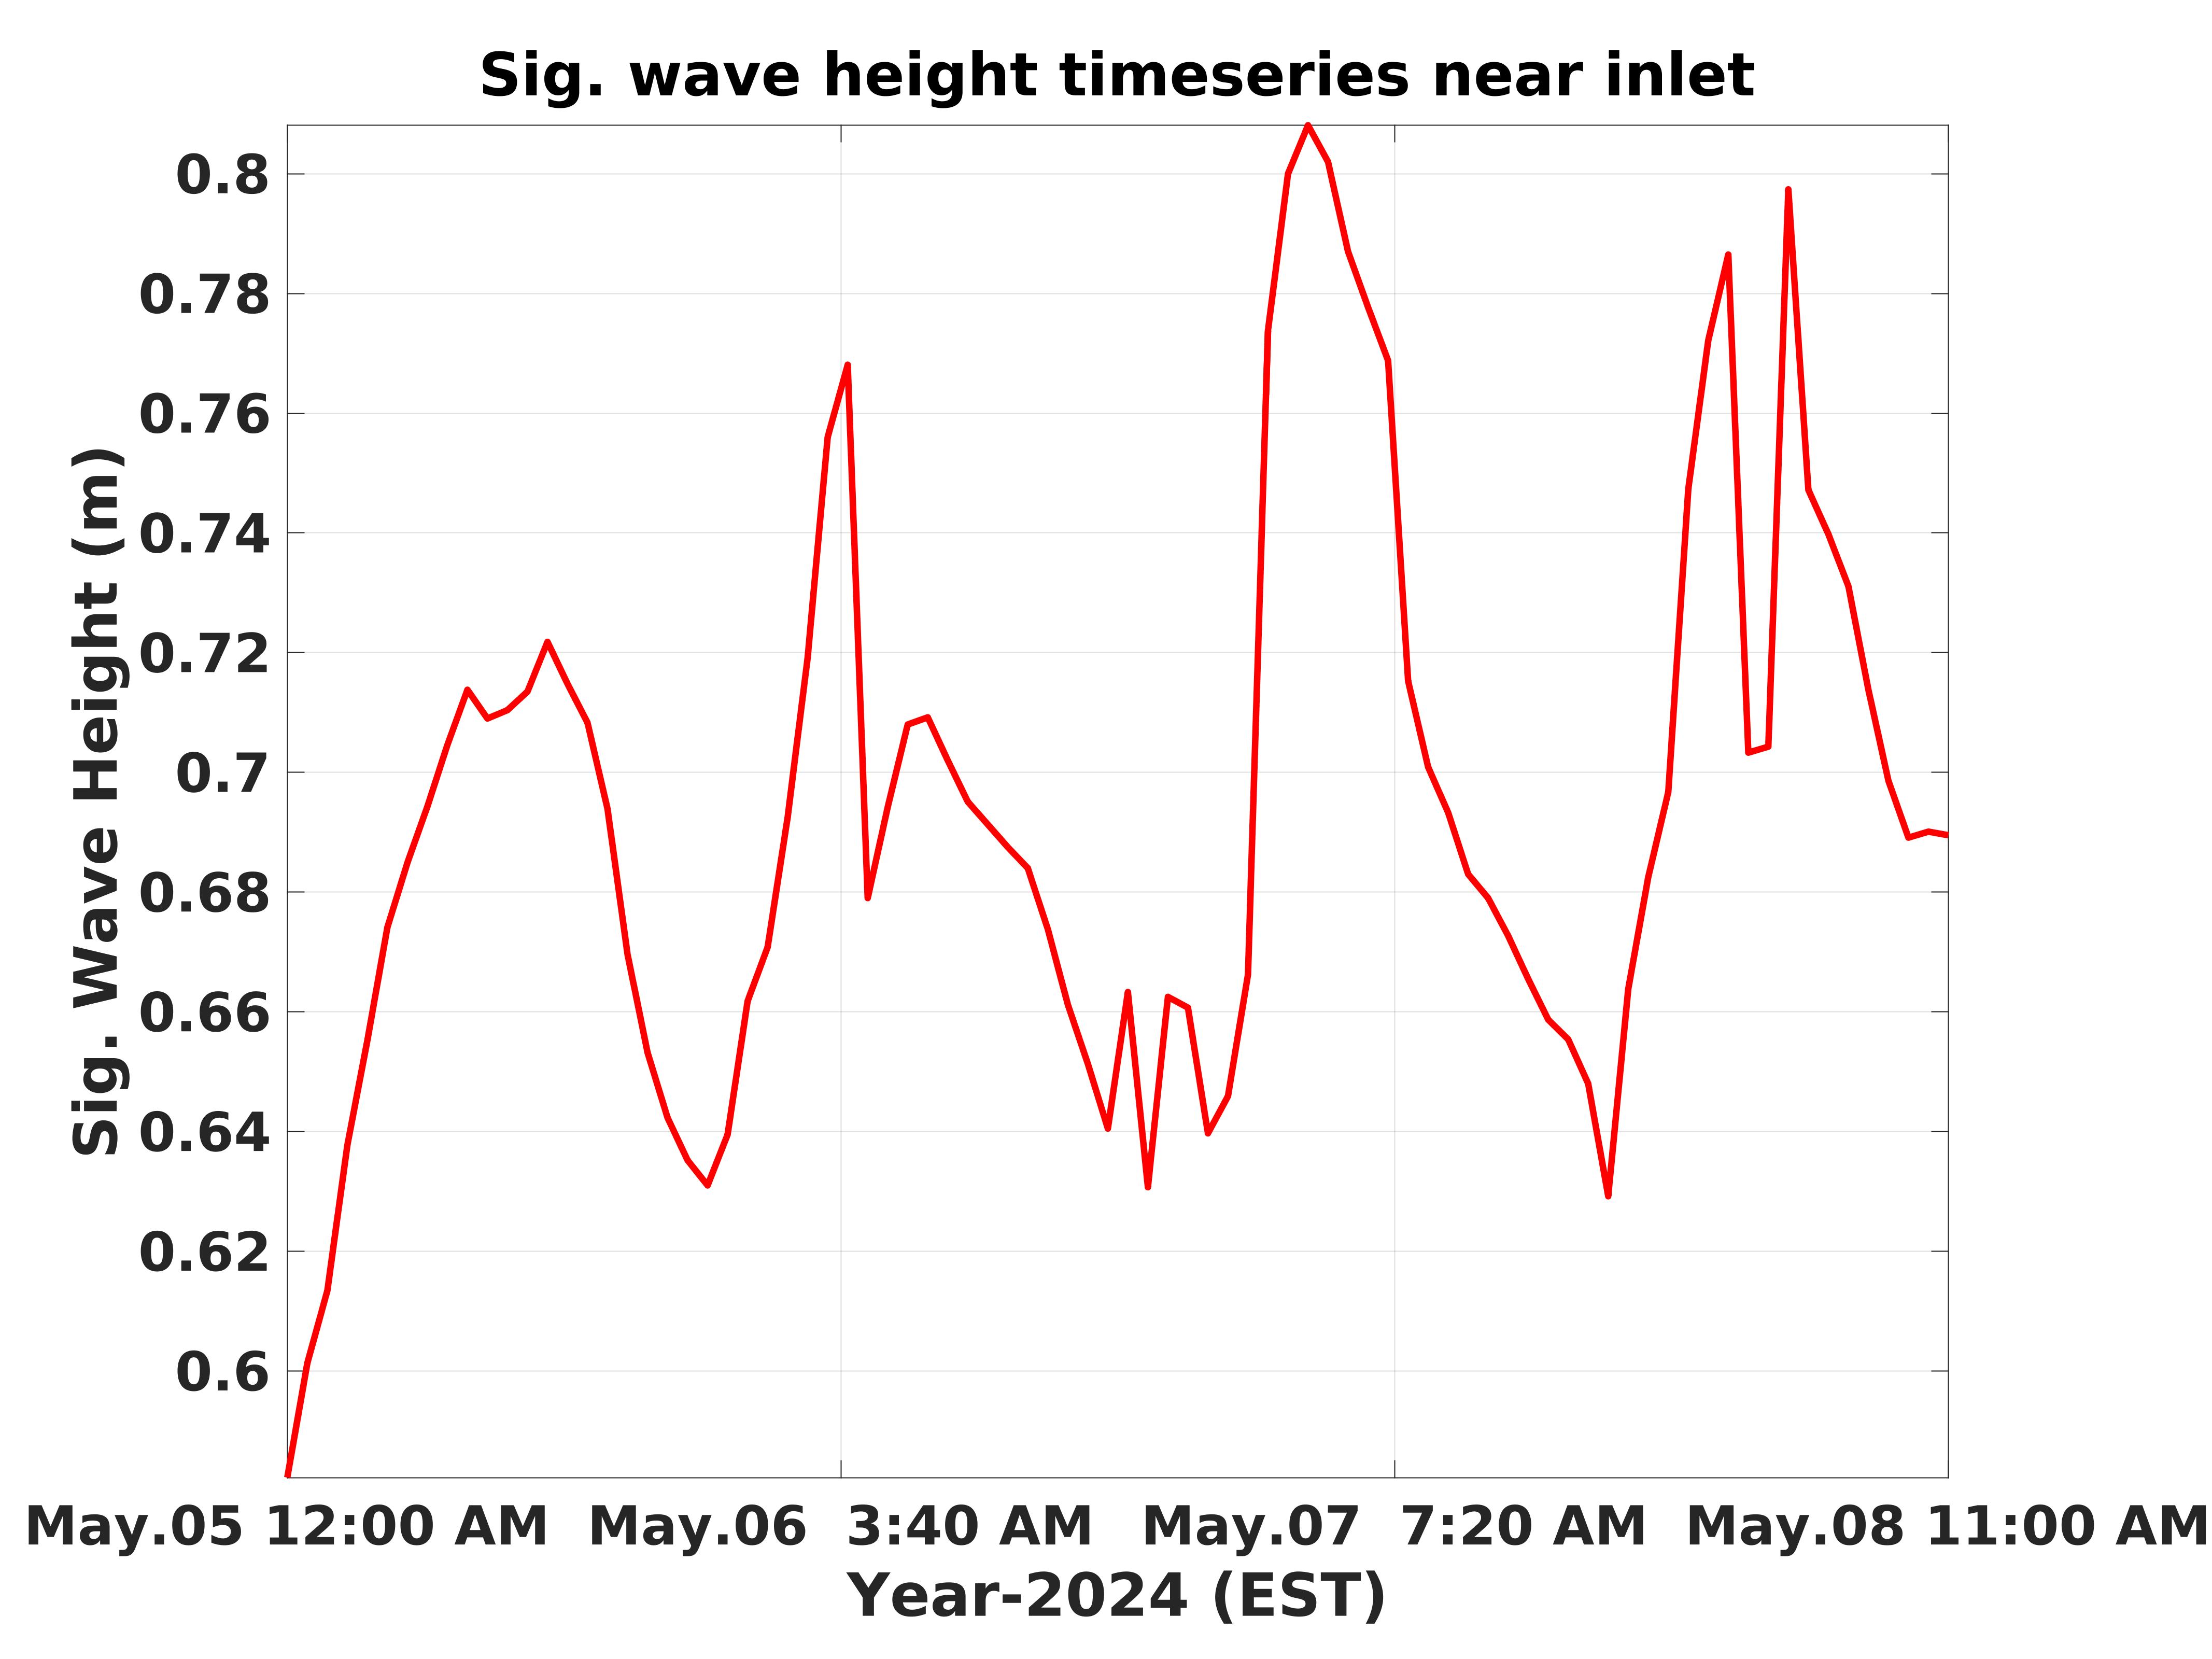 Sig. wave height timeseries near inlet
Sig. Wave Height (m)
0.8
0.78
0.76
0.74
0.72
0.7
0.68
0.66
0.64
0.62
0.6
May.05 12:00 AM May.06 3:40 AM May.07 7:20 AM May.08 11:00 AM
Year-2024 (EST)